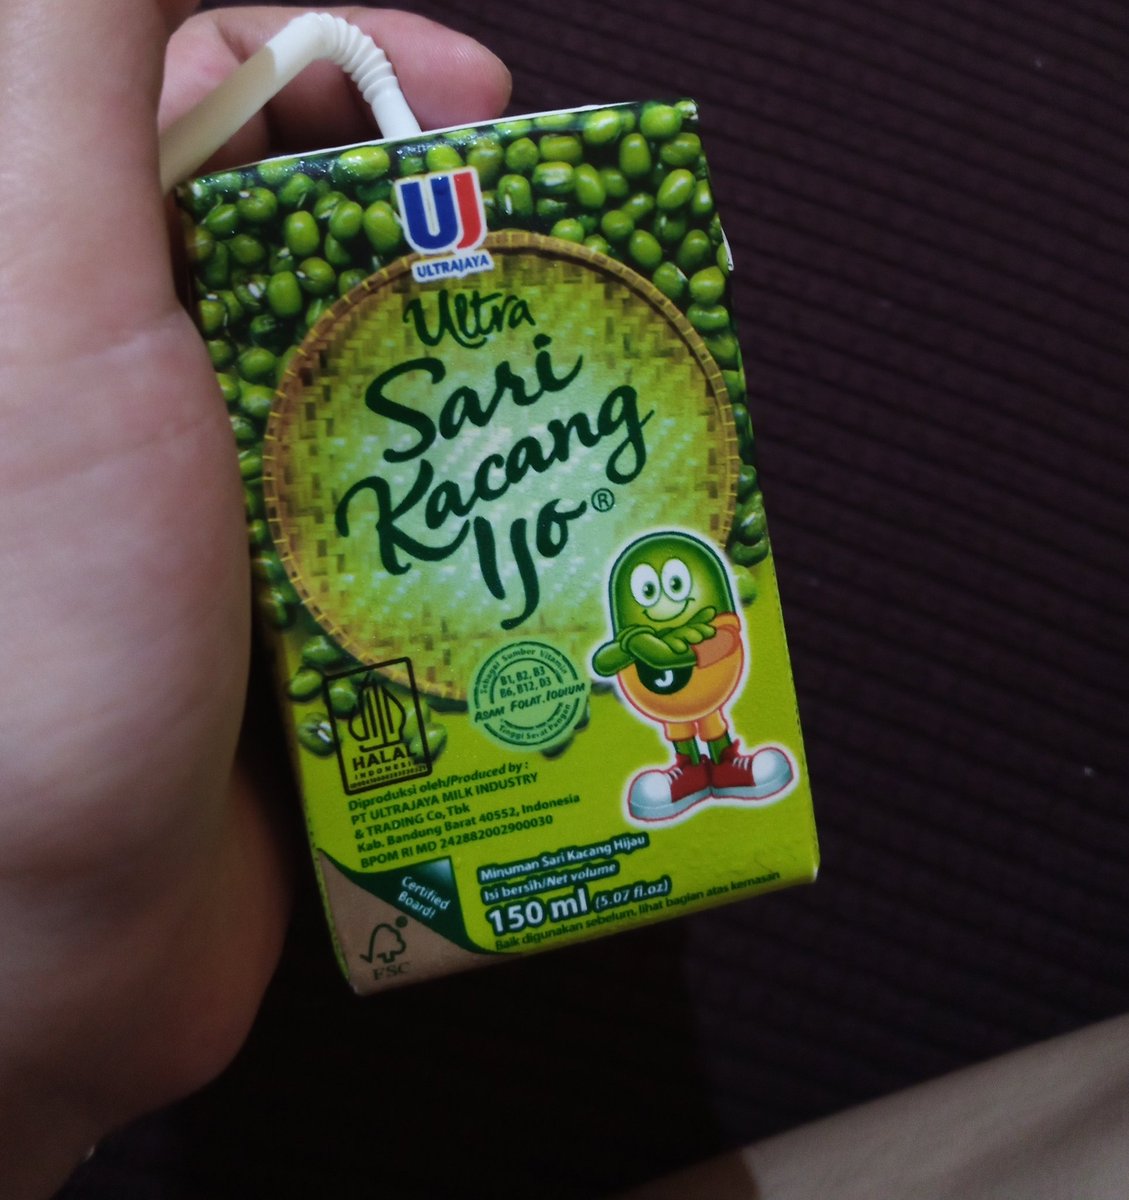 UJ
ULTRAJAYA
Ultra
Sari
Kacang
Ijo®
Sebagai Sumber Vitamin
B1, B2, B3
B6, B12, D3
ASAM FOLAT, IODIUM
Tinggi Serat Pangan
J
HALAL
INDONESIA
Diproduksi oleh/Produced by :
PT ULTRAJAYA MILK INDUSTRY
& TRADING Co, Tbk
Kab. Bandung Barat 40552, Indonesia
BPOM RI MD 242882002900030
Certified
Board!
FSC
Minuman Sari Kacang Hijau
Isi bersih/Net volume
150 ml (5.07 fl.oz)
Baik digunakan sebelum, lihat bagian atas kemasan